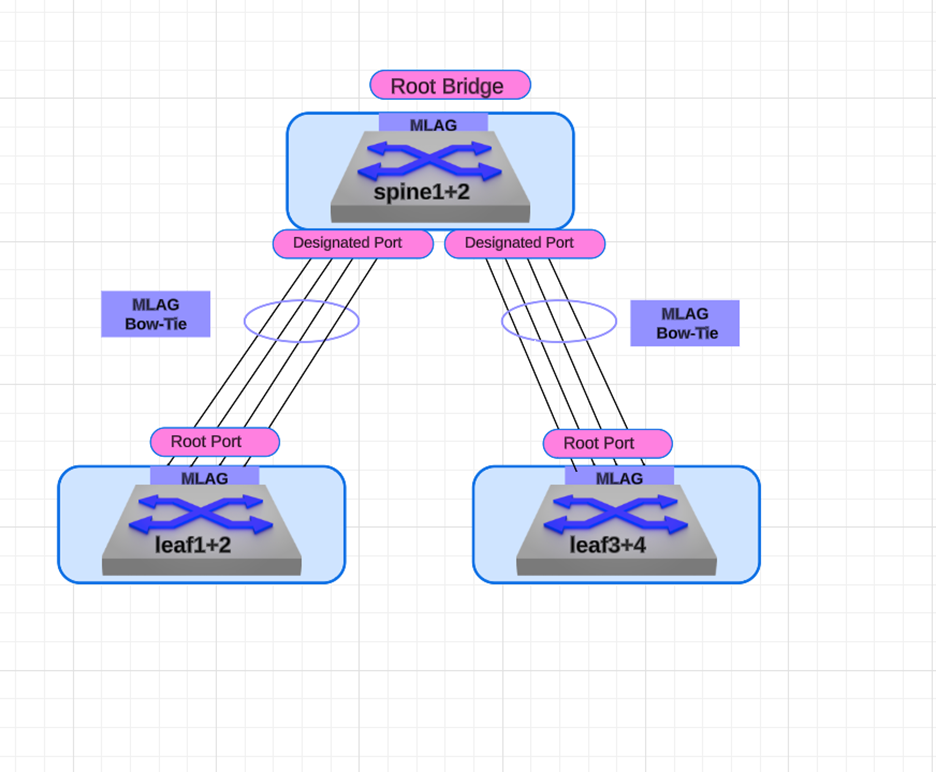 Root Bridge
MLAG
spine1+2
Designated Port
Designated Port
MLAG
Bow-Tie
MLAG
Bow-Tie
Root Port
Root Port
MLAG
MLAG
leaf1+2
leaf3+4